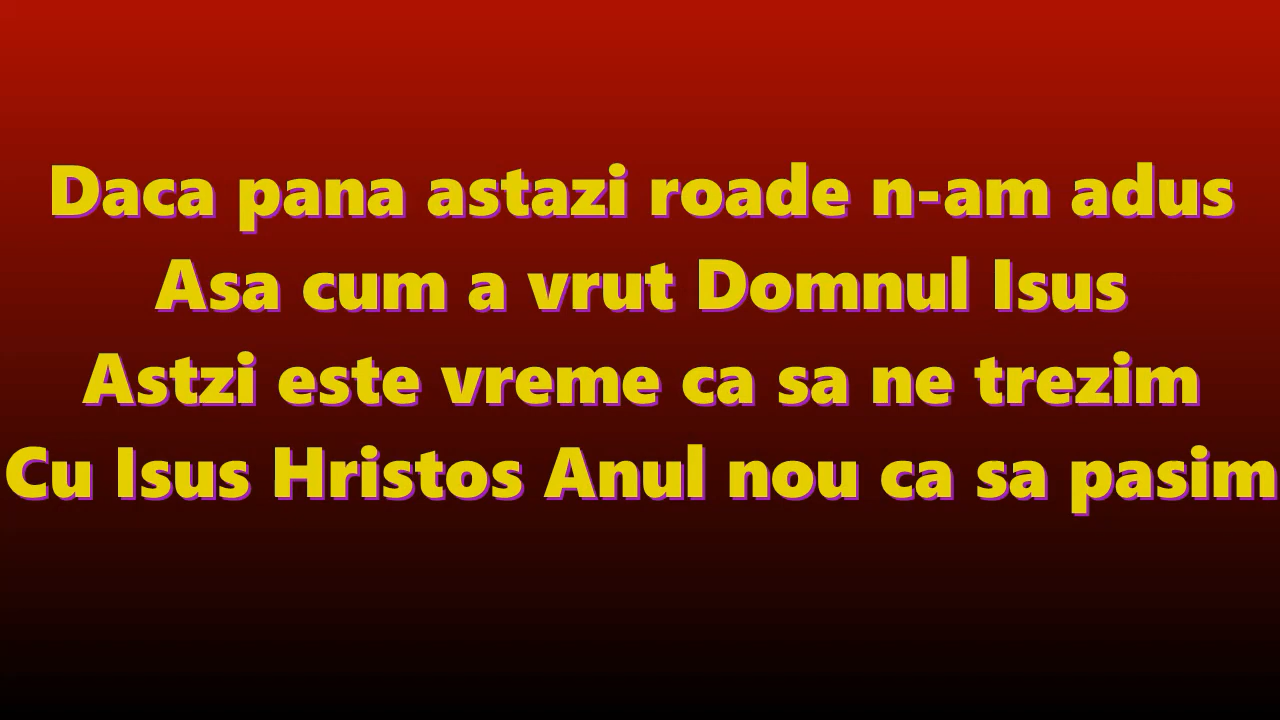 Daca pana astazi roade n-am adus
Asa cum a vrut Domnul Isus
Astzi este vreme ca sa ne trezim
Cu Isus Hristos Anul nou ca sa pasim